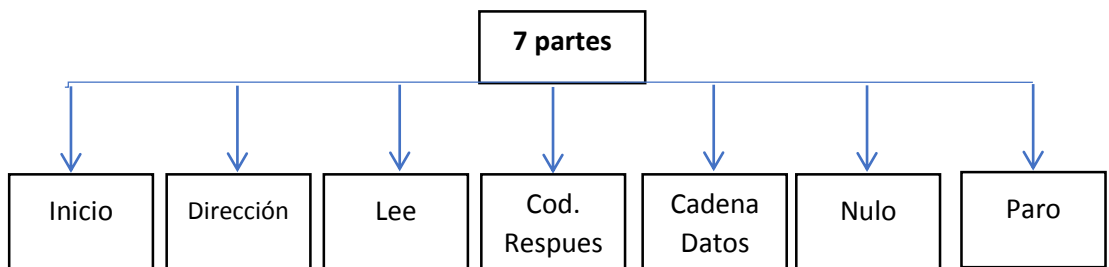 7 partes
Inicio
Dirección
Lee
Cod.
Respues
Cadena
Datos
Nulo
Paro